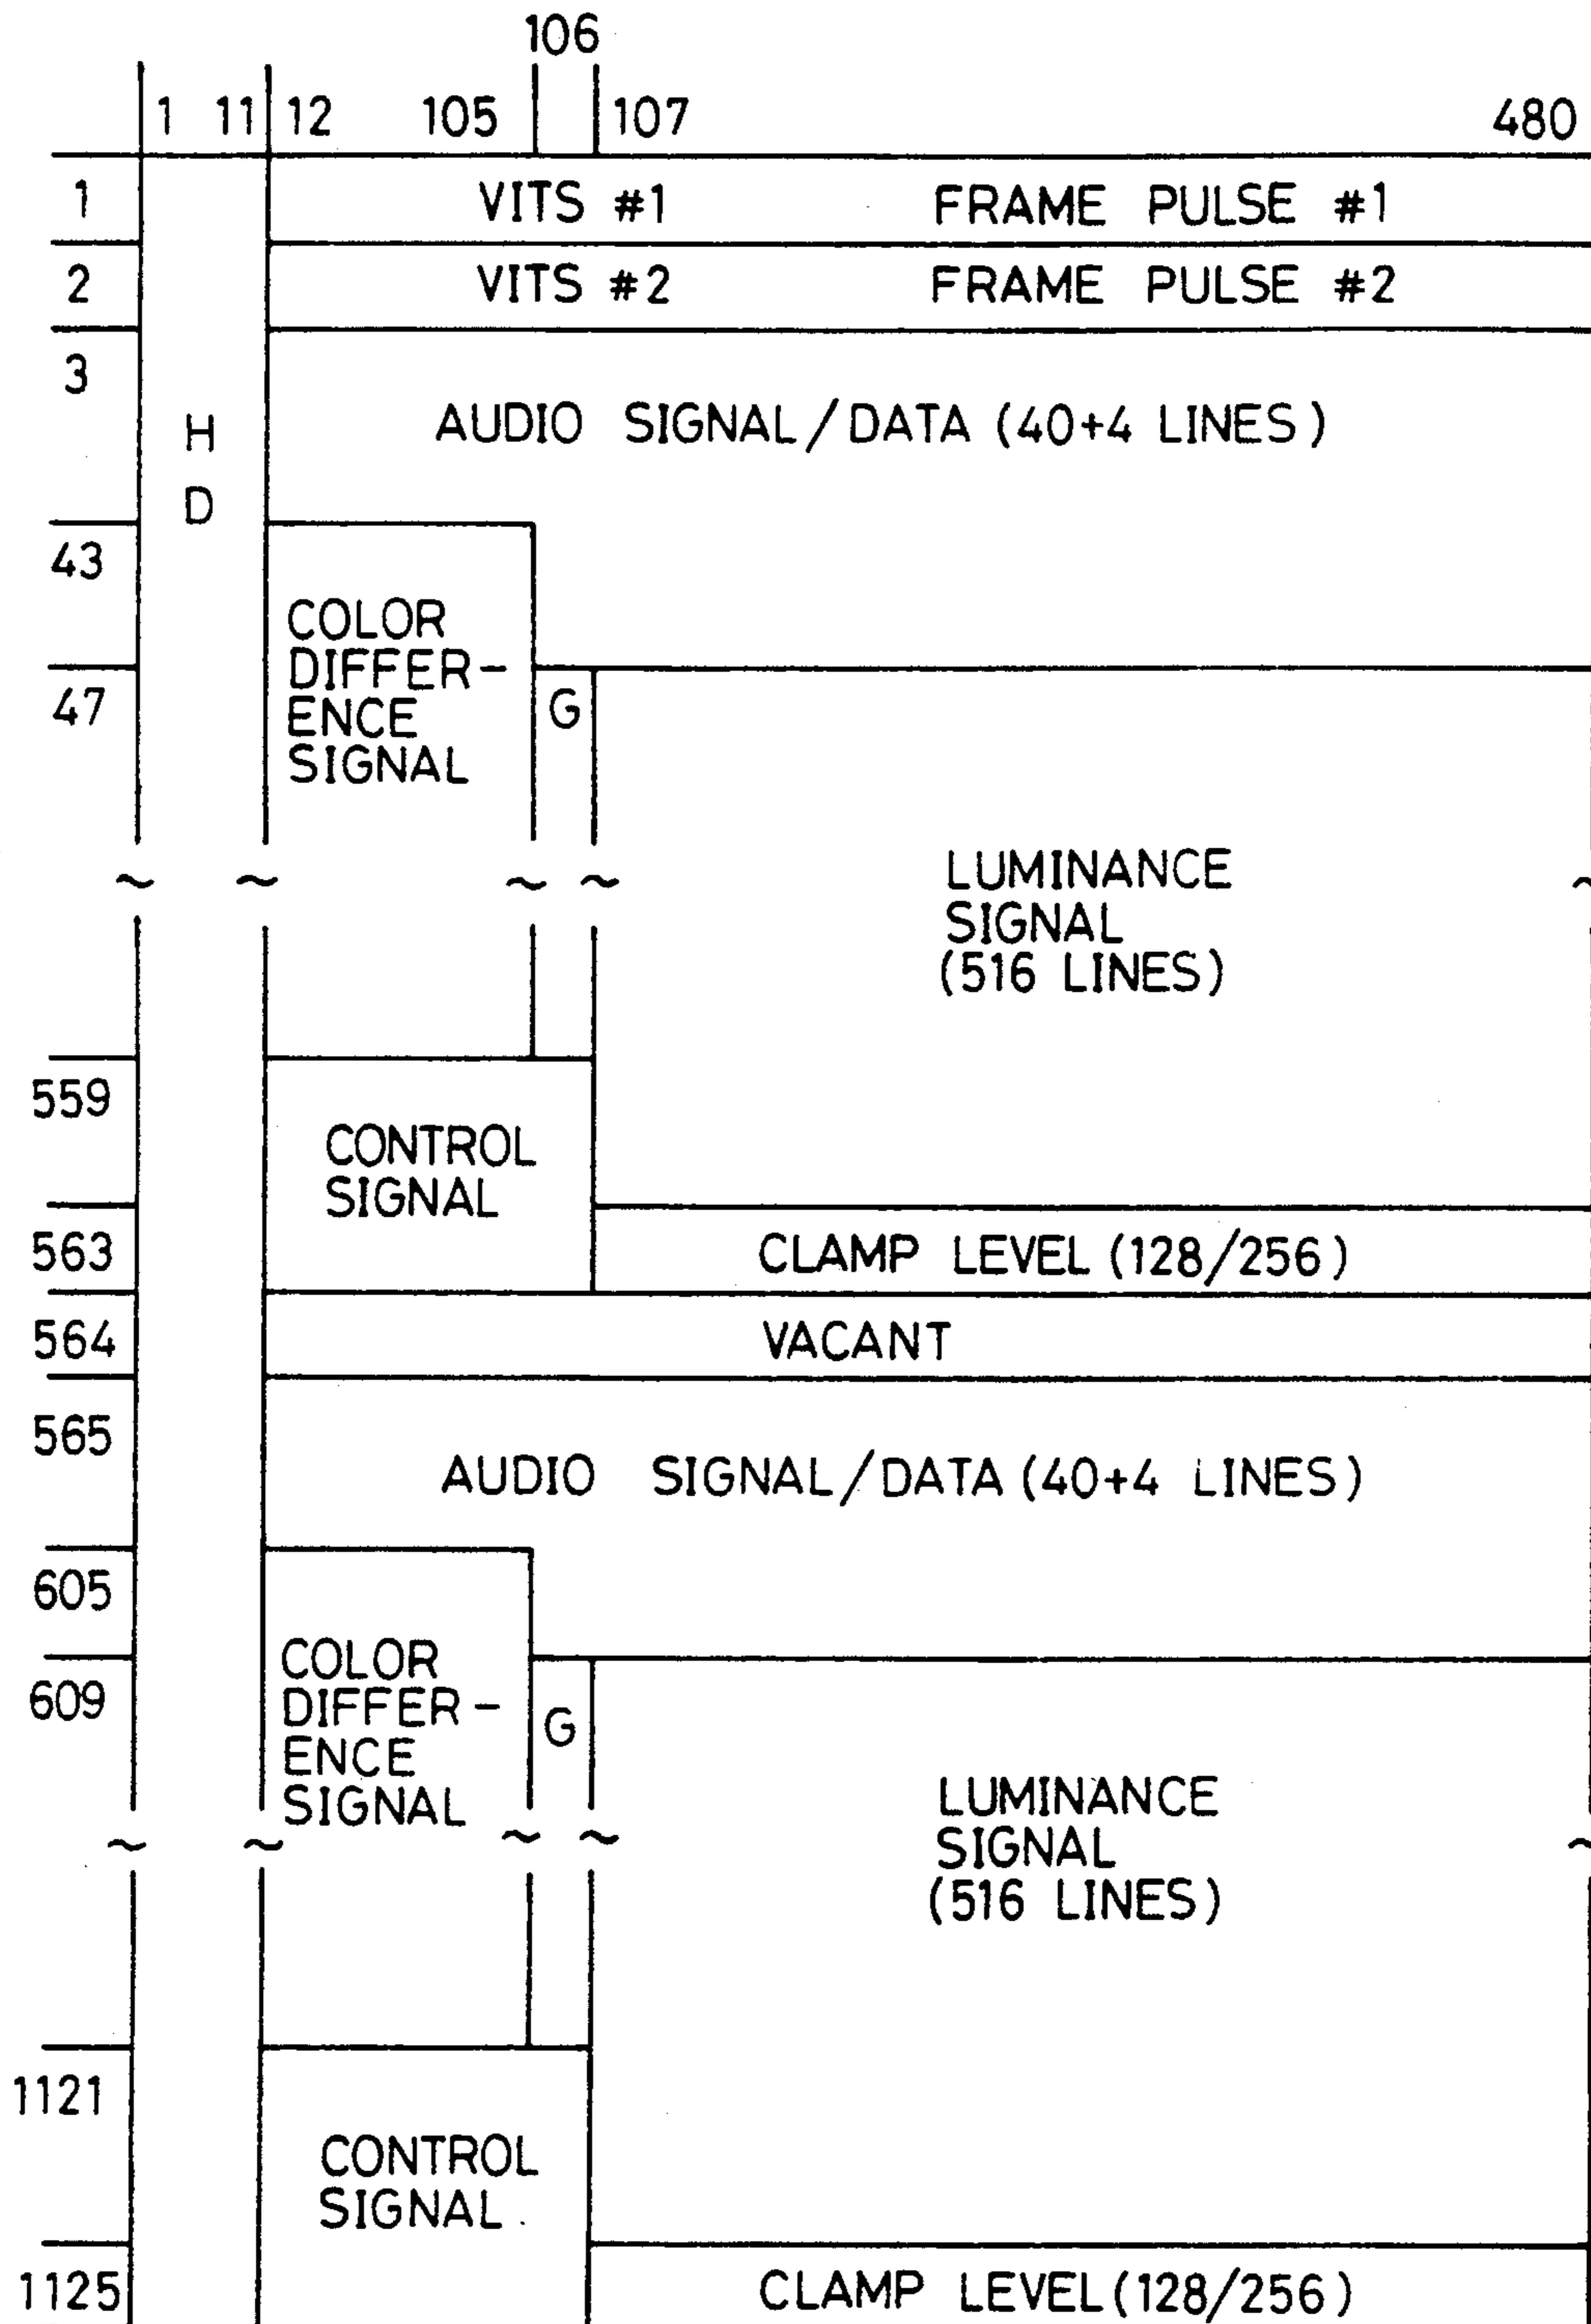 106
1 11 12 105 107 480
1 VITS #1 FRAME PULSE #1
2 VITS #2 FRAME PULSE #2
3
AUDIO SIGNAL/DATA (40+4 LINES)
H
D
43
COLOR
DIFFER-
ENCE
SIGNAL
47
G
LUMINANCE
SIGNAL
(516 LINES)
559
CONTROL
SIGNAL
563 CLAMP LEVEL (128/256)
564 VACANT
565
AUDIO SIGNAL/DATA (40+4 LINES)
605
COLOR
DIFFER-
ENCE
SIGNAL
609
G
LUMINANCE
SIGNAL
(516 LINES)
1121
CONTROL
SIGNAL
1125 CLAMP LEVEL (128/256)